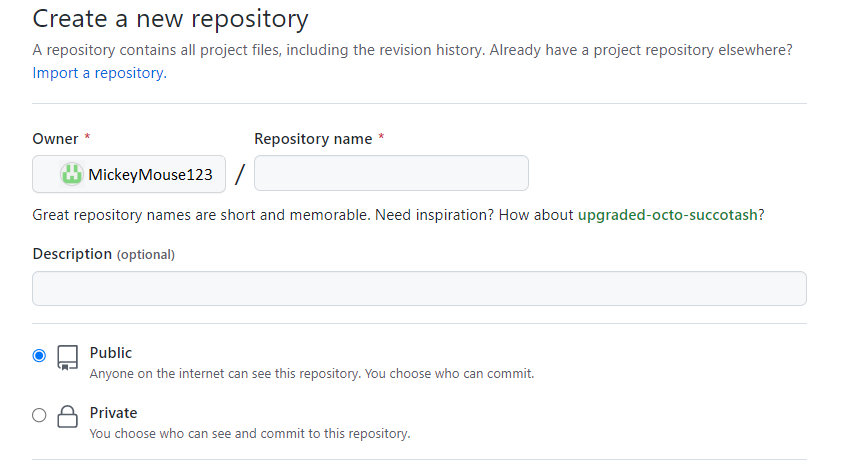 Create a new repository
A repository contains all project files, including the revision history. Already have a project repository elsewhere?
Import a repository.
Owner * Repository name *
MickeyMouse123 /
Great repository names are short and memorable. Need inspiration? How about upgraded-octo-succotash?
Description (optional)
Public
Anyone on the internet can see this repository. You choose who can commit.
Private
You choose who can see and commit to this repository.